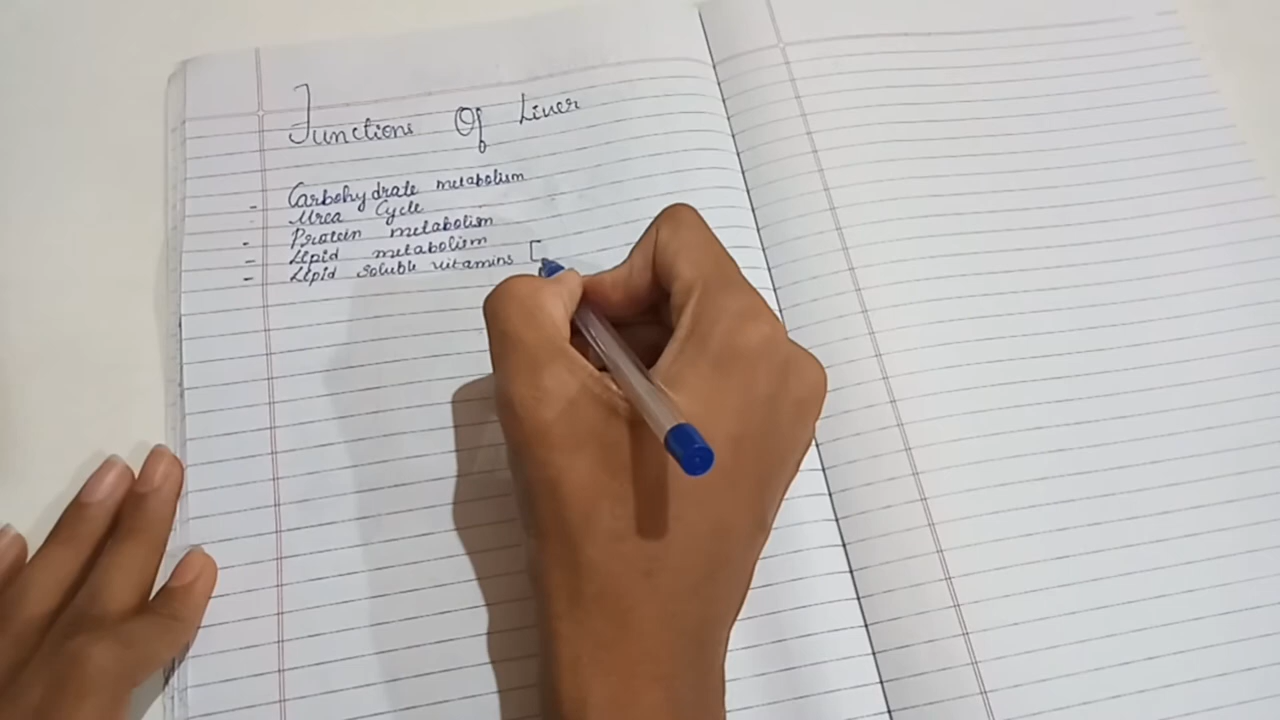 Functions Of Liver
- Carbohydrate metabolism
Urea Cycle
- Protein metabolism
- Lipid metabolism
- Lipid soluble vitamins [